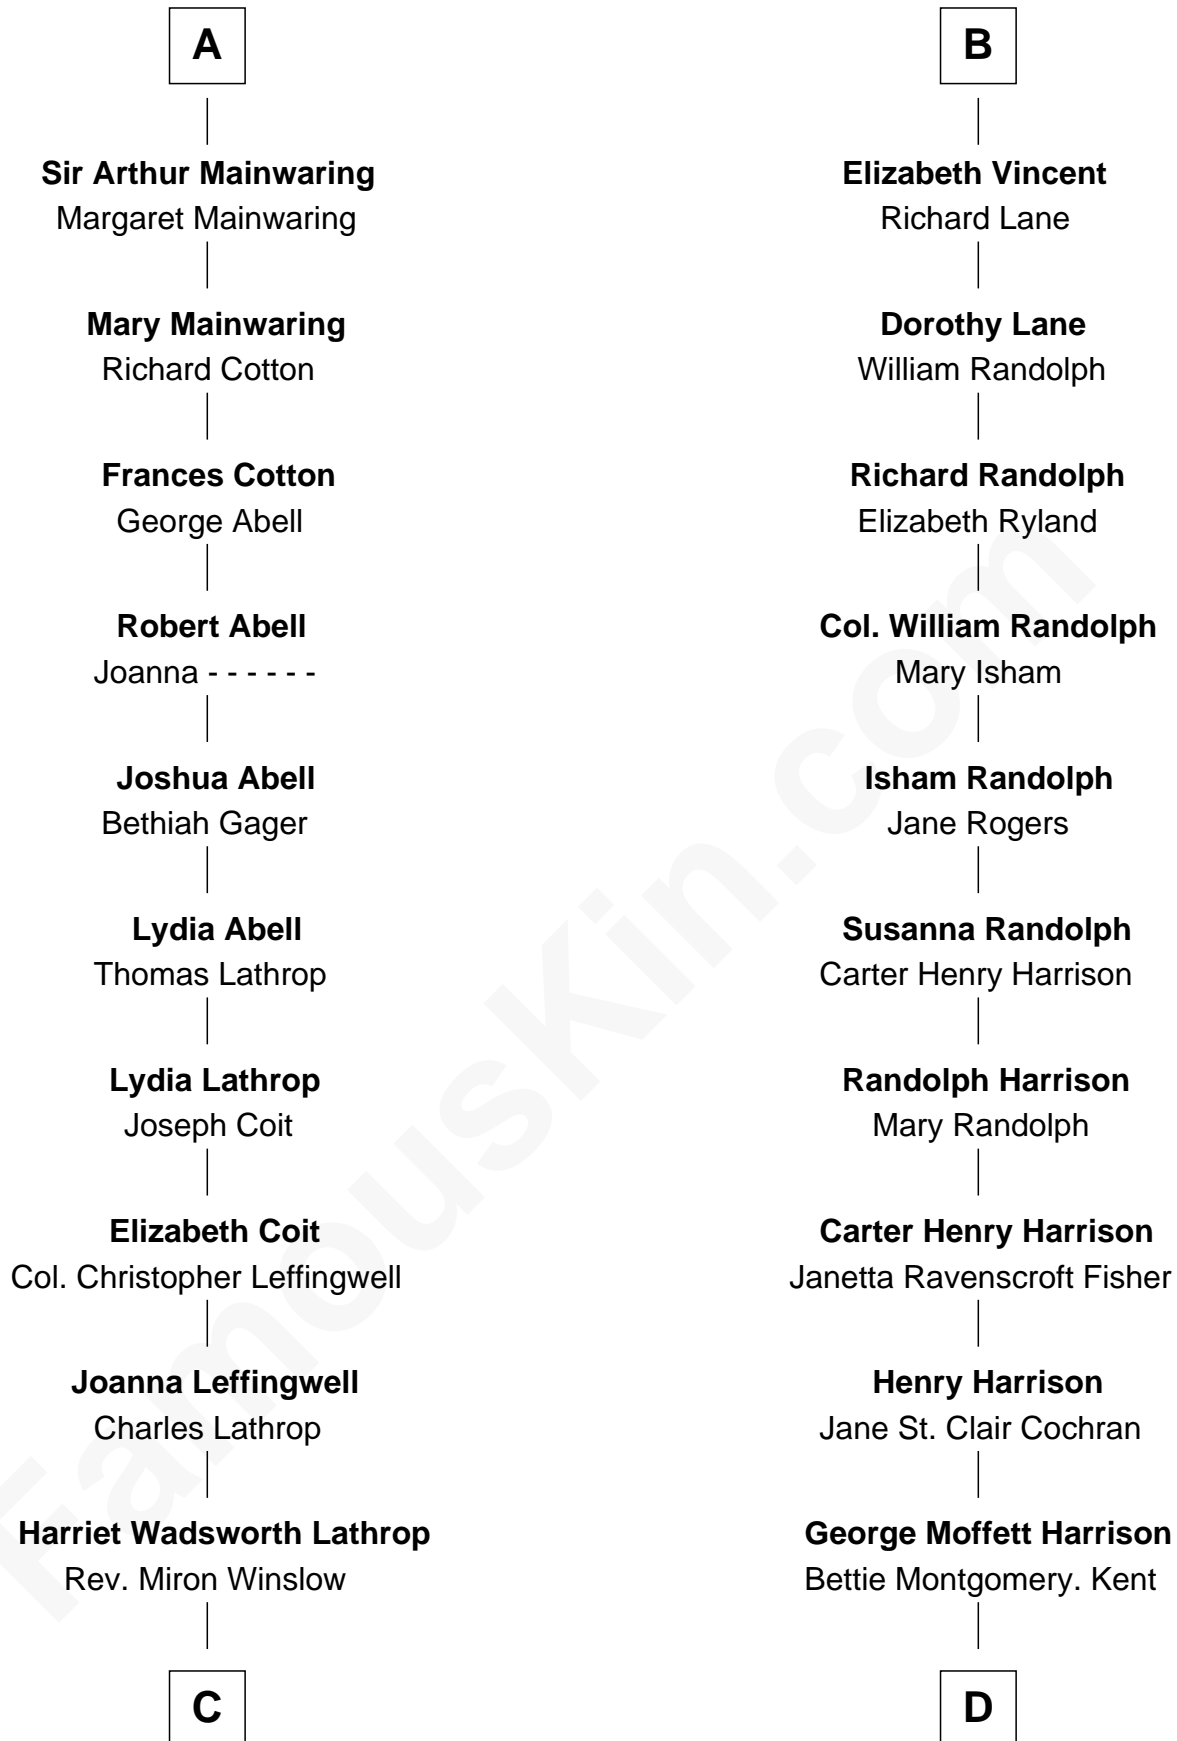 A
Sir Arthur Mainwaring
Margaret Mainwaring
Mary Mainwaring
Richard Cotton
Frances Cotton
George Abell
Robert Abell
Joanna - - - - - -
Joshua Abell
Bethiah Gager
Lydia Abell
Thomas Lathrop
Lydia Lathrop
Joseph Coit
Elizabeth Coit
Col. Christopher Leffingwell
Joanna Leffingwell
Charles Lathrop
Harriet Wadsworth Lathrop
Rev. Miron Winslow
C
B
Elizabeth Vincent
Richard Lane
Dorothy Lane
William Randolph
Richard Randolph
Elizabeth Ryland
Col. William Randolph
Mary Isham
Isham Randolph
Jane Rogers
Susanna Randolph
Carter Henry Harrison
Randolph Harrison
Mary Randolph
Carter Henry Harrison
Janetta Ravenscroft Fisher
Henry Harrison
Jane St. Clair Cochran
George Moffett Harrison
Bettie Montgomery. Kent
D
FamousKin.com